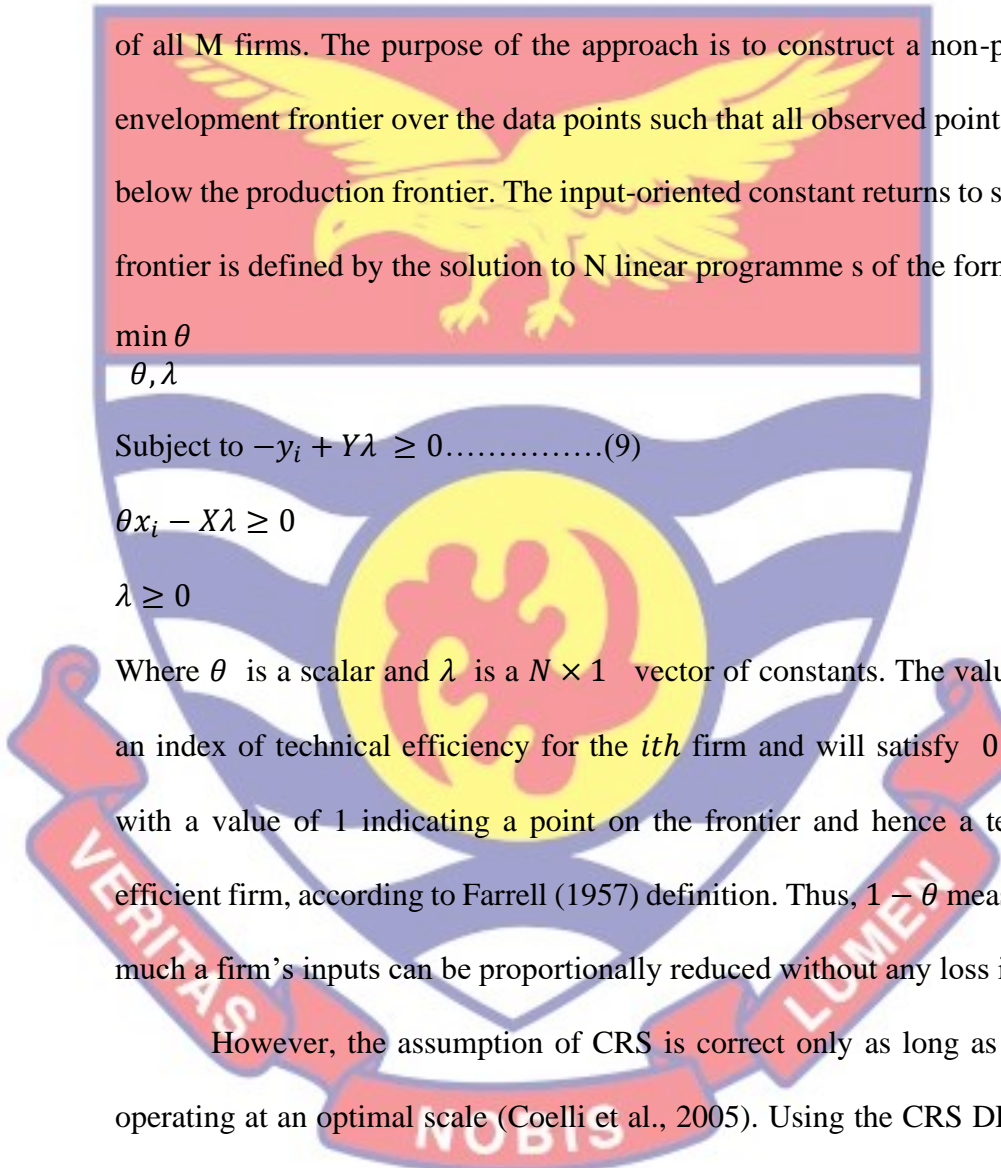 of all M firms. The purpose of the approach is to construct a non-p
envelopment frontier over the data points such that all observed point
below the production frontier. The input-oriented constant returns to s
frontier is defined by the solution to N linear programme s of the form
min 𝜃
𝜃, 𝜆
Subject to −𝑦ᵢ + 𝑌𝜆 ≥ 0……………(9)
𝜃𝑥ᵢ − 𝑋𝜆 ≥ 0
𝜆 ≥ 0
Where 𝜃 is a scalar and 𝜆 is a 𝑁 × 1 vector of constants. The valu
an index of technical efficiency for the 𝑖𝑡ℎ firm and will satisfy 0
with a value of 1 indicating a point on the frontier and hence a te
efficient firm, according to Farrell (1957) definition. Thus, 1 − 𝜃 meas
much a firm’s inputs can be proportionally reduced without any loss i
However, the assumption of CRS is correct only as long as
operating at an optimal scale (Coelli et al., 2005). Using the CRS DE
VERITAS
NOBIS
LUMEN